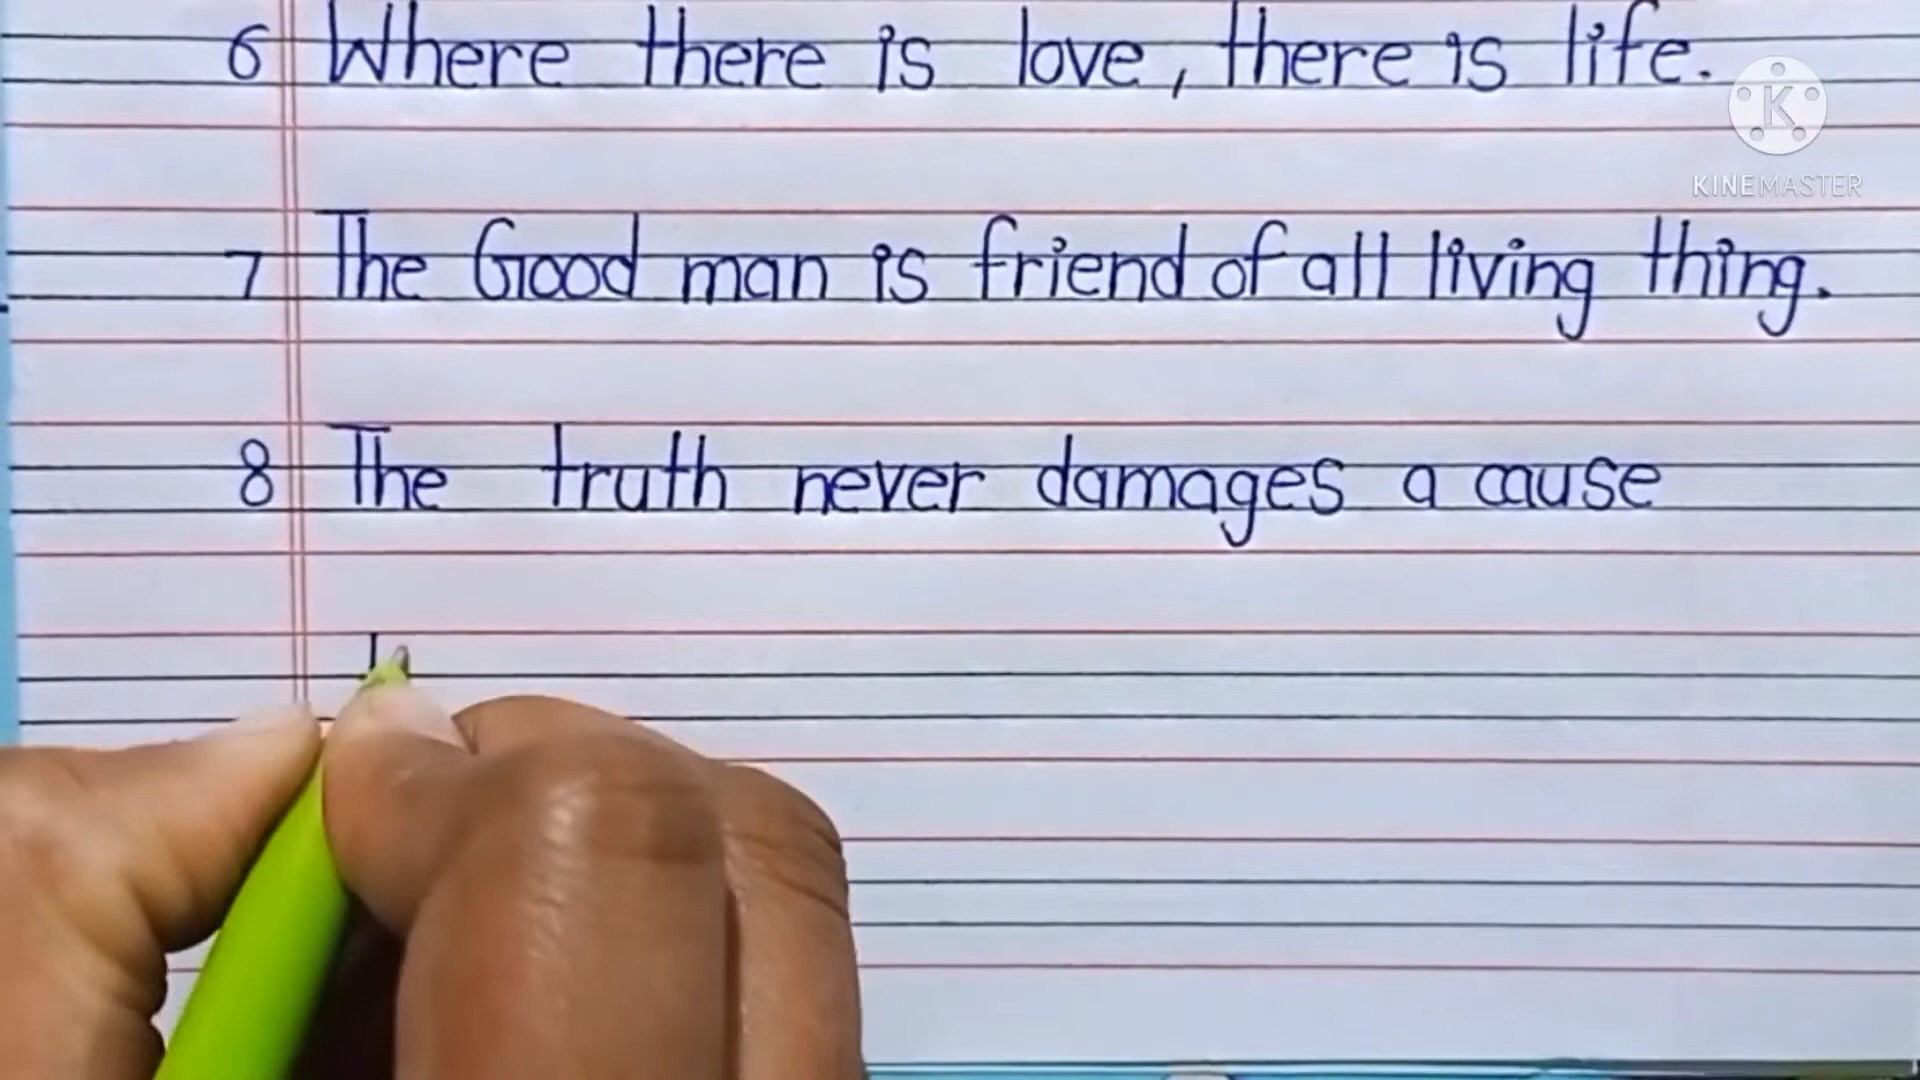 6 Where there is love, there is life.
KINEMASTER
7 The Good man is friend of all living thing.
8 The truth never damages a cause